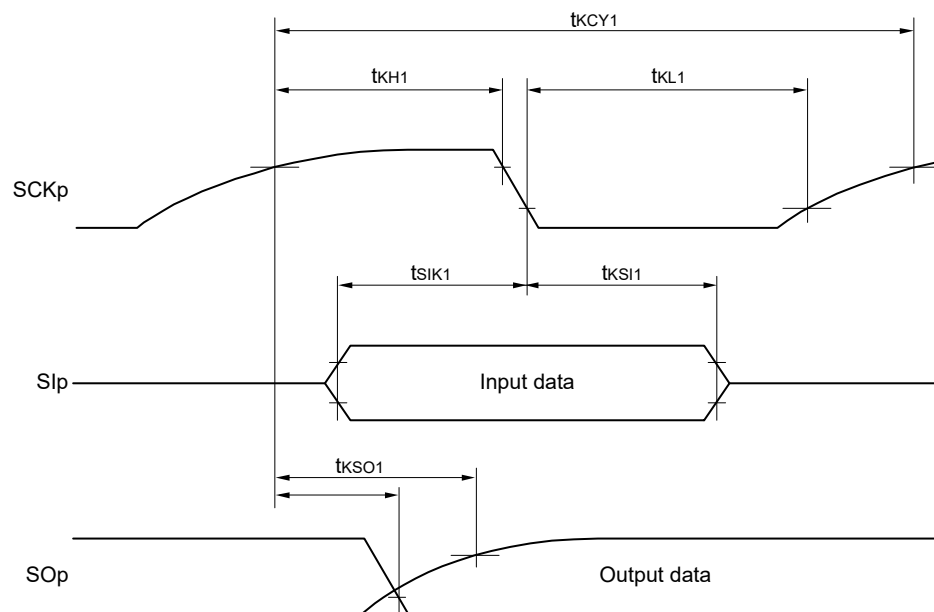 tKCY1
tKH1 tKL1
SCKp
tSIK1 tKSI1
SIp Input data
tKSO1
SOp Output data